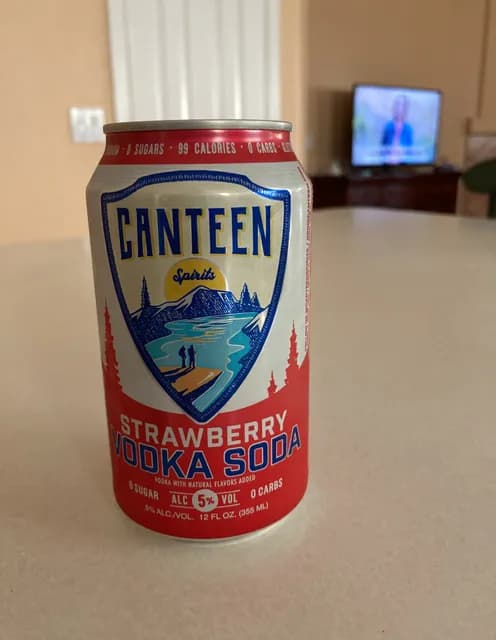 0 SUGARS · 99 CALORIES · 0 CARBS
CANTEEN
Spirits
STRAWBERRY
VODKA SODA
VODKA WITH NATURAL FLAVORS ADDED
0 SUGAR ALC 5% VOL 0 CARBS
5% ALC./VOL. 12 FL OZ. (355 ML)